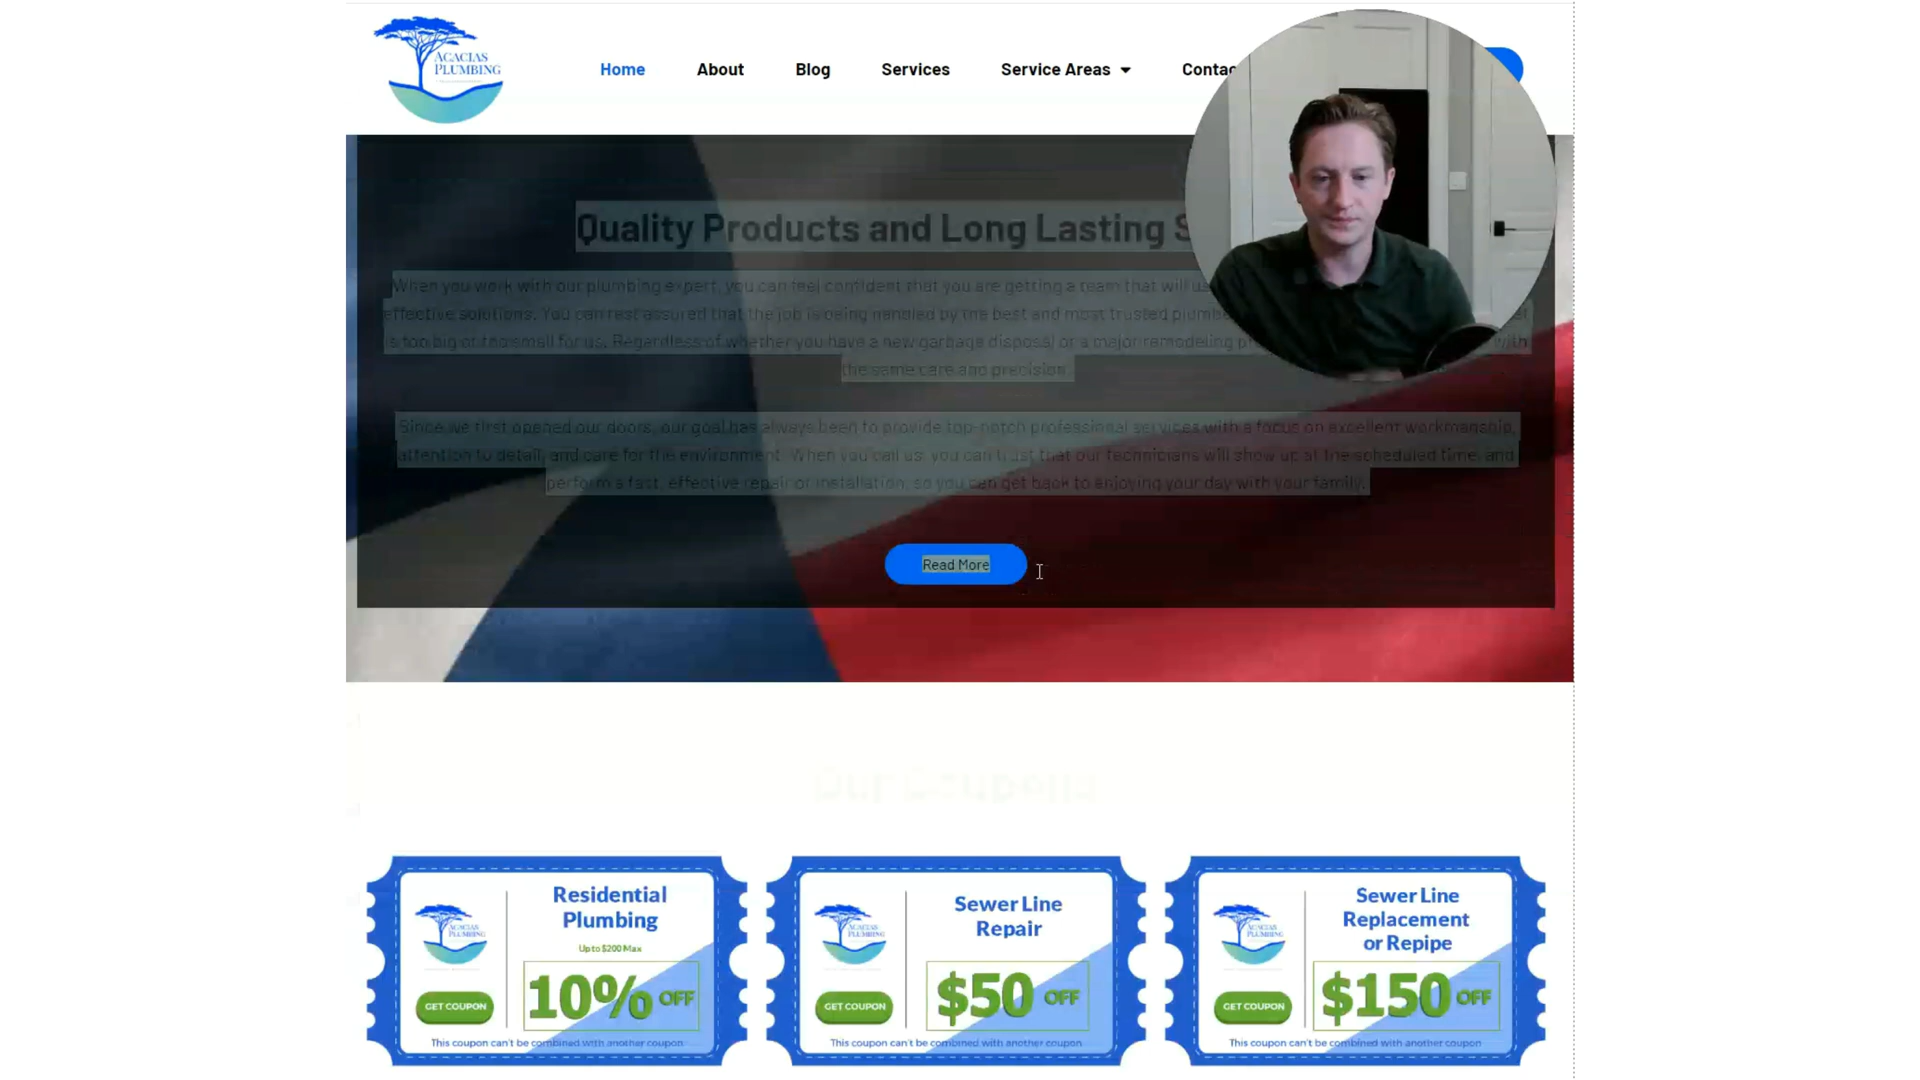 ACACIAS
PLUMBING
Home
About
Blog
Services
Service Areas
Contac
Quality Products and Long Lasting S
When you work with our plumbing expert, you can feel confident that you are getting a team that will us
effective solutions. You can rest assured that the job is being handled by the best and most trusted plumbe
is too big or too small for us. Regardless of whether you have a new garbage disposal or a major remodeling p with
the same care and precision.
Since we first opened our doors, our goal has always been to provide top-notch professional services with a focus on excellent workmanship,
attention to detail, and care for the environment. When you call us, you can trust that our technicians will show up at the scheduled time, and
perform a fast, effective repair or installation, so you can get back to enjoying your day with your family.
Read More
Our Coupons
ACACIAS
PLUMBING
Residential
Plumbing
Up to $200 Max
10% OFF
GET COUPON
This coupon can't be combined with another coupon
ACACIAS
PLUMBING
Sewer Line
Repair
$50 OFF
GET COUPON
This coupon can't be combined with another coupon
ACACIAS
PLUMBING
Sewer Line
Replacement
or Repipe
$150 OFF
GET COUPON
This coupon can't be combined with another coupon